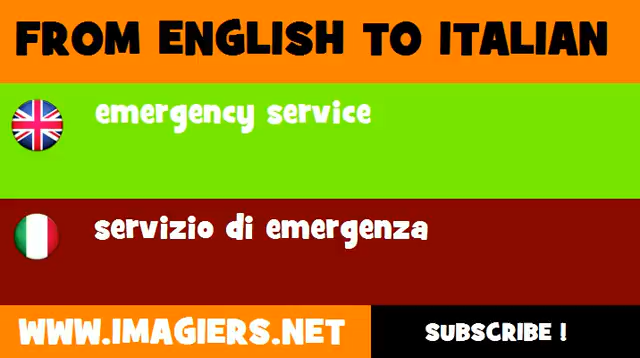 FROM ENGLISH TO ITALIAN
emergency service
servizio di emergenza
WWW.IMAGIERS.NET
SUBSCRIBE !